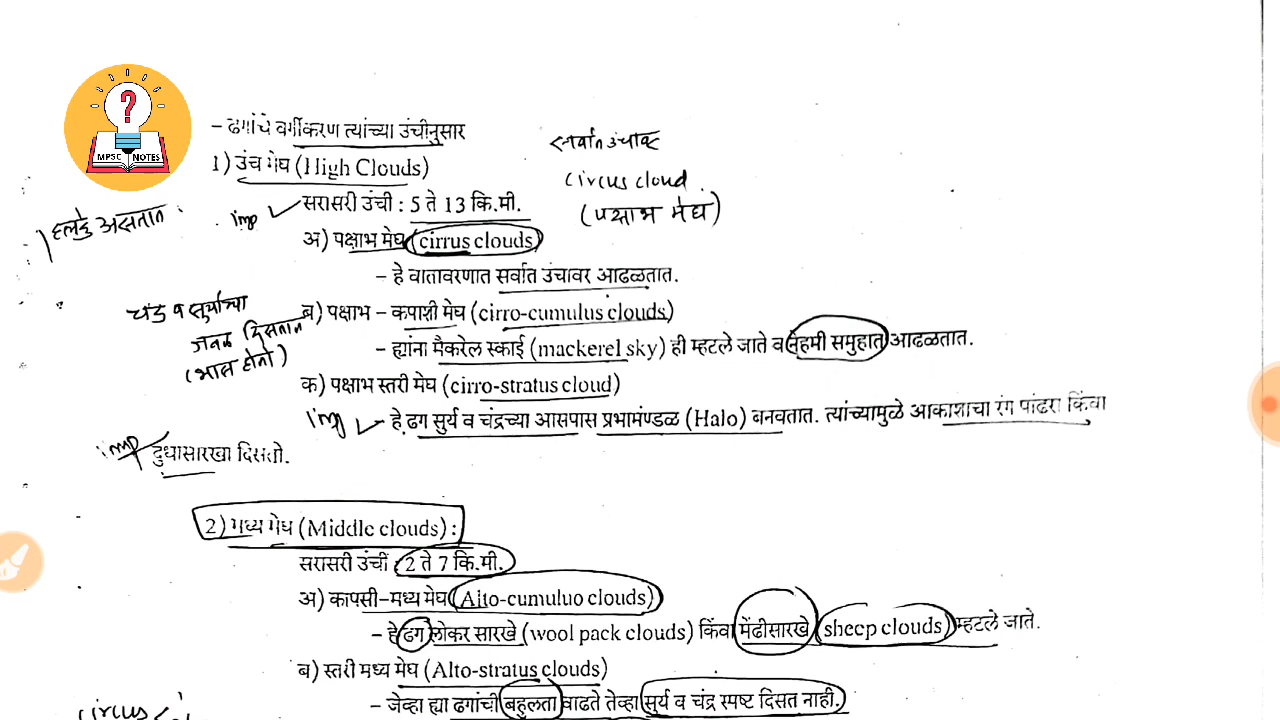 ?
MPSC NOTES
- ढगांचे वर्गीकरण त्यांच्या उंचीनुसार
सर्वात उंचावर
1) उंच मेघ (High Clouds)
circus cloud
सरासरी उंची : 5 ते 13 कि.मी.
imp
(पक्षाभ मेघ)
हलके असतात
अ) पक्षाभ मेघ (cirrus clouds)
- हे वातावरणात सर्वात उंचावर आढळतात.
चंद्र व सुर्याच्या
जवळ दिसतात
(भास होतो)
ब) पक्षाभ - कपाशी मेघ (cirro-cumulus clouds)
- ह्यांना मैकरेल स्काई (mackerel sky) ही म्हटले जाते व नेहमी समुहात आढळतात.
क) पक्षाभ स्तरी मेघ (cirro-stratus cloud)
imp
- हे ढग सुर्य व चंद्रच्या आसपास प्रभामंण्डळ (Halo) बनवतात. त्यांच्यामुळे आकाशाचा रंग पांढरा किंवा
imp
दुधासारखा दिसतो.
2) मध्य मेघ (Middle clouds) :
सरासरी उंची : 2 ते 7 कि.मी.
अ) कापसी-मध्य मेघ (Alto-cumuluo clouds)
- हे ढग लोकर सारखे (wool pack clouds) किंवा मेंढीसारखे (sheep clouds) म्हटले जाते.
ब) स्तरी मध्य मेघ (Alto-stratus clouds)
- जेव्हा ह्या ढगांची बहुलता वाढते तेव्हा सुर्य व चंद्र स्पष्ट दिसत नाही.
circus